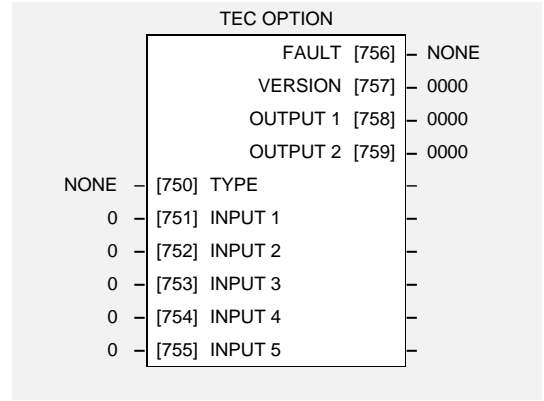 TEC OPTION
FAULT [756] – NONE
VERSION [757] – 0000
OUTPUT 1 [758] – 0000
OUTPUT 2 [759] – 0000
NONE – [750] TYPE –
0 – [751] INPUT 1 –
0 – [752] INPUT 2 –
0 – [753] INPUT 3 –
0 – [754] INPUT 4 –
0 – [755] INPUT 5 –